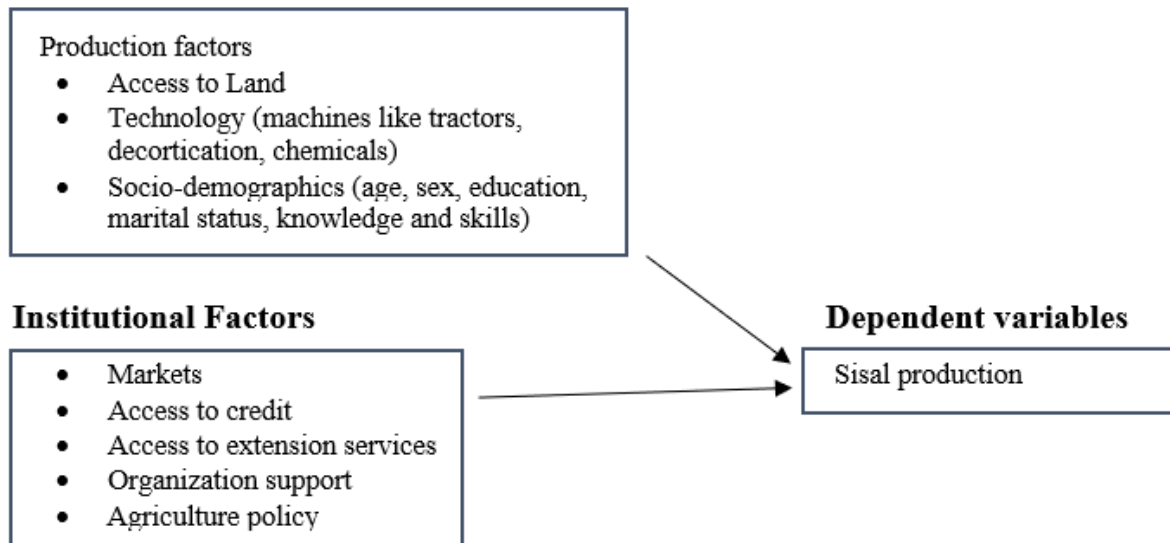 Production factors
• Access to Land
• Technology (machines like tractors,
decortication, chemicals)
• Socio-demographics (age, sex, education,
marital status, knowledge and skills)
Institutional Factors
• Markets
• Access to credit
• Access to extension services
• Organization support
• Agriculture policy
Dependent variables
Sisal production